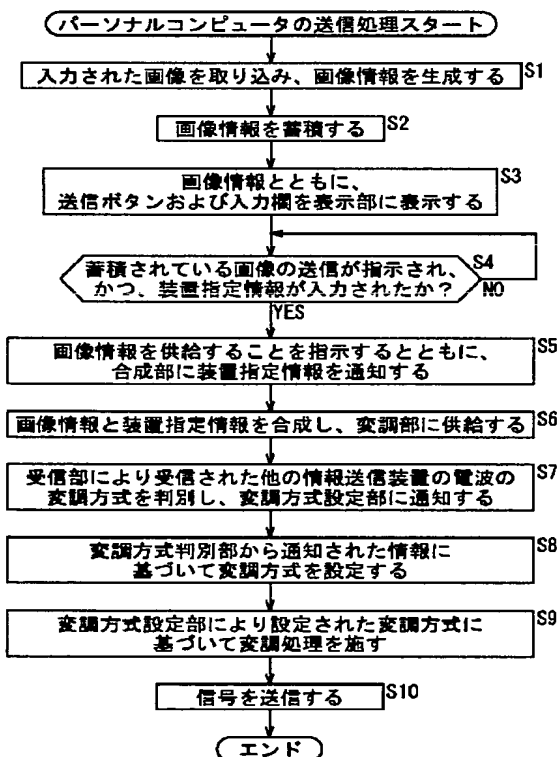 パーソナルコンピュータの送信処理スタート
入力された画像を取り込み、画像情報を生成する S1
画像情報を蓄積する S2
画像情報とともに、 S3
送信ボタンおよび入力欄を表示部に表示する
蓄積されている画像の送信が指示され、 S4
かつ、装置指定情報が入力されたか? NO
YES
画像情報を供給することを指示するとともに、 S5
合成部に装置指定情報を通知する
画像情報と装置指定情報を合成し、変調部に供給する S6
受信部により受信された他の情報送信装置の電波の S7
変調方式を判別し、変調方式設定部に通知する
変調方式判別部から通知された情報に S8
基づいて変調方式を設定する
変調方式設定部により設定された変調方式に S9
基づいて変調処理を施す
信号を送信する S10
エンド